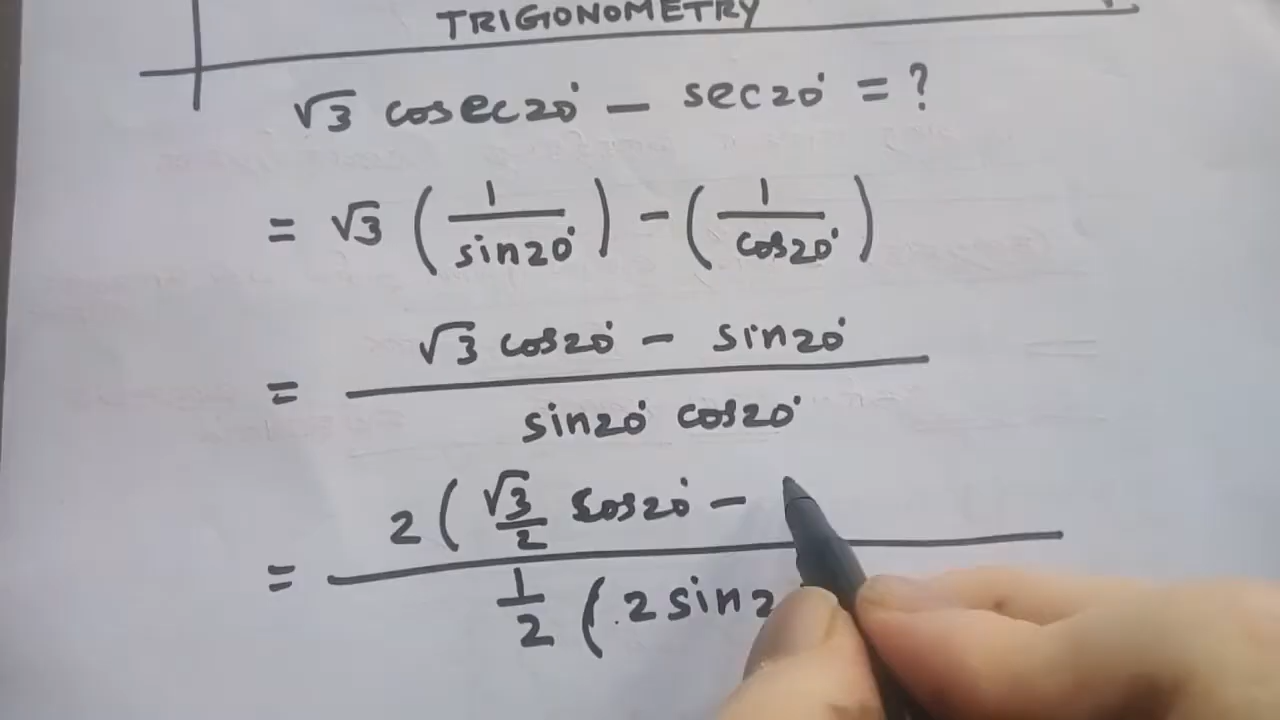 TRIGONOMETRY
√3 cosec20° − sec20° = ?
= √3 ( 1/sin20° ) − ( 1/cos20° )
= √3 cos20° − sin20° / sin20° cos20°
= 2 ( √3/2 cos20° − / 1/2 ( 2 sin2